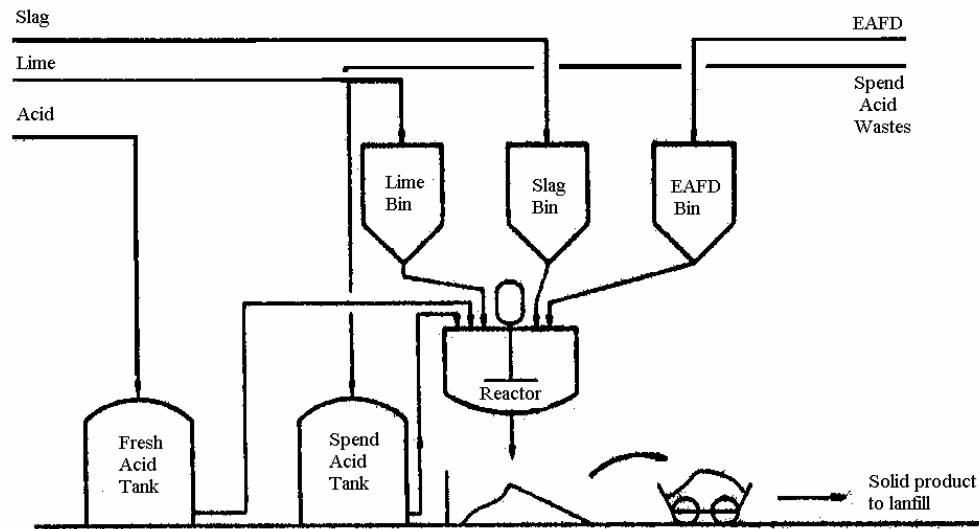 Slag
EAFD
Lime
Spend
Acid
Wastes
Acid
Lime
Bin
Slag
Bin
EAFD
Bin
Reactor
Fresh
Acid
Tank
Spend
Acid
Tank
Solid product
to lanfill